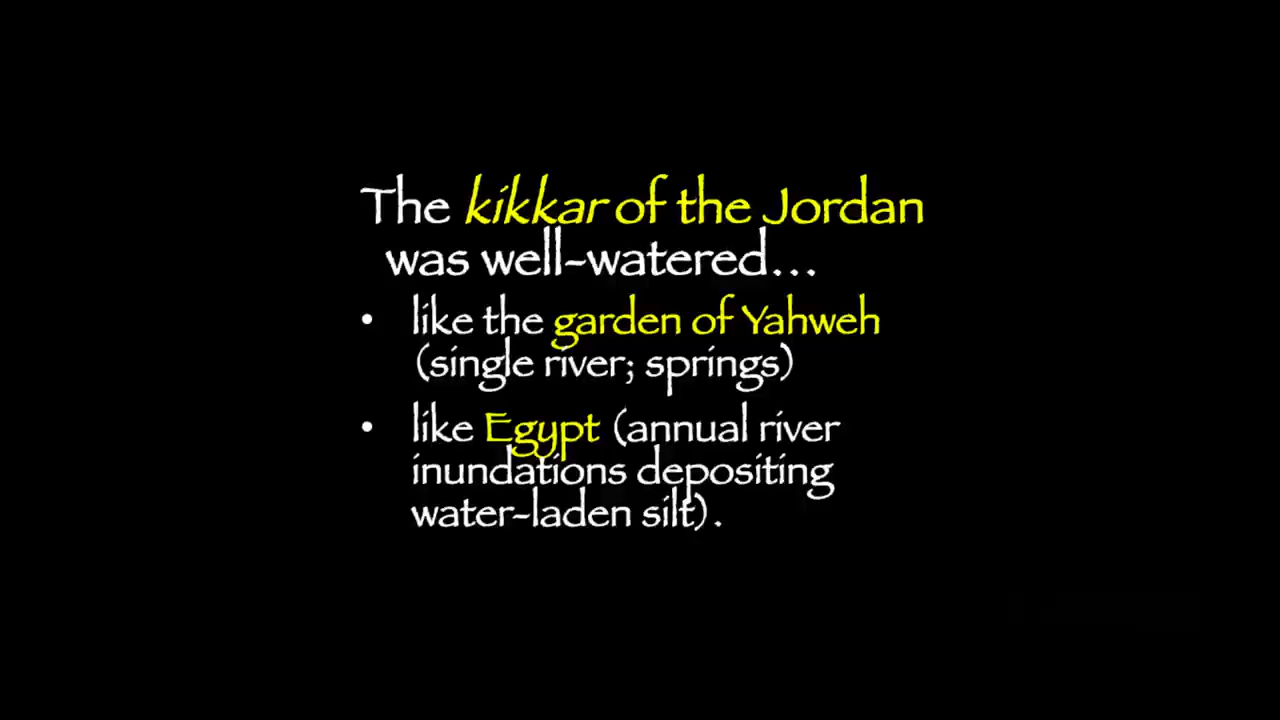 The kikkar of the Jordan
was well-watered...
• like the garden of Yahweh
(single river; springs)
• like Egypt (annual river
inundations depositing
water-laden silt).